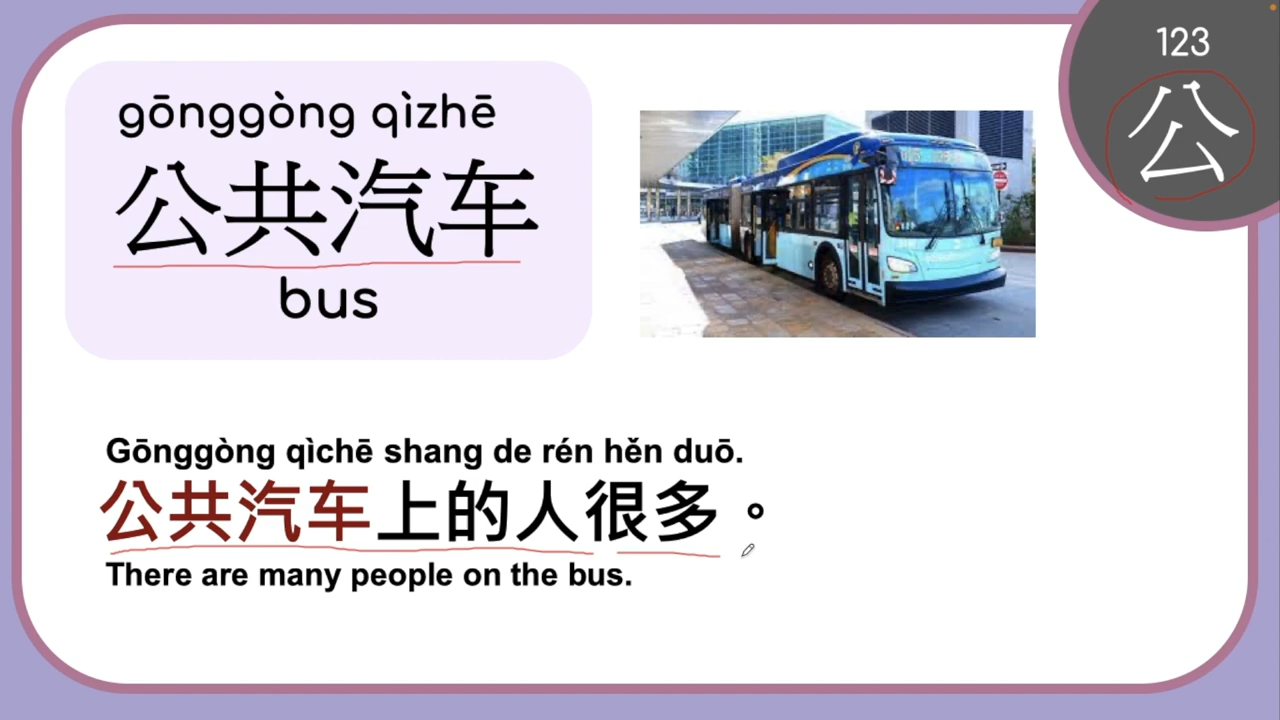 123
公
gōnggòng qìzhē
公共汽车
bus
Gōnggòng qìchē shang de rén hěn duō.
公共汽车上的人很多。
There are many people on the bus.